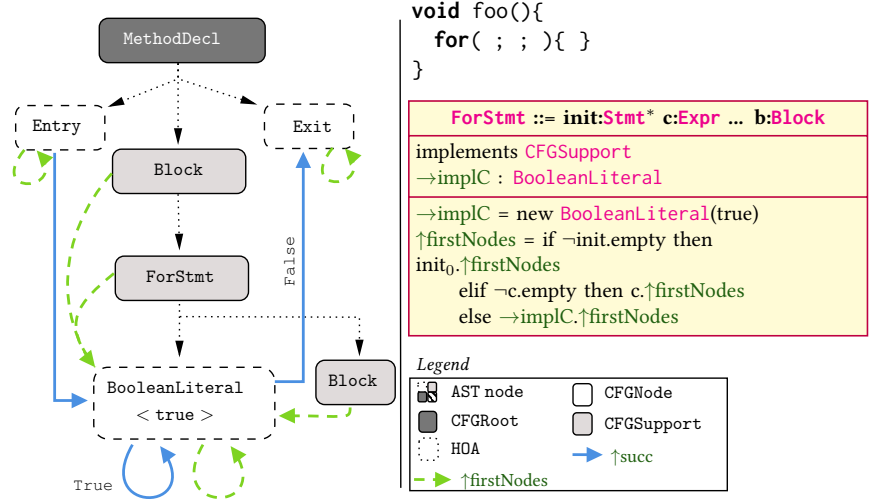 MethodDecl
Entry
Exit
Block
ForStmt
False
BooleanLiteral
< true >
Block
True
void foo(){
for( ; ; ){ }
}
ForStmt ::= init:Stmt* c:Expr ... b:Block
implements CFGSupport
→implC : BooleanLiteral
→implC = new BooleanLiteral(true)
↑firstNodes = if ¬init.empty then
init₀.↑firstNodes
elif ¬c.empty then c.↑firstNodes
else →implC.↑firstNodes
Legend
AST node
CFGNode
CFGRoot
CFGSupport
HOA
↑succ
↑firstNodes